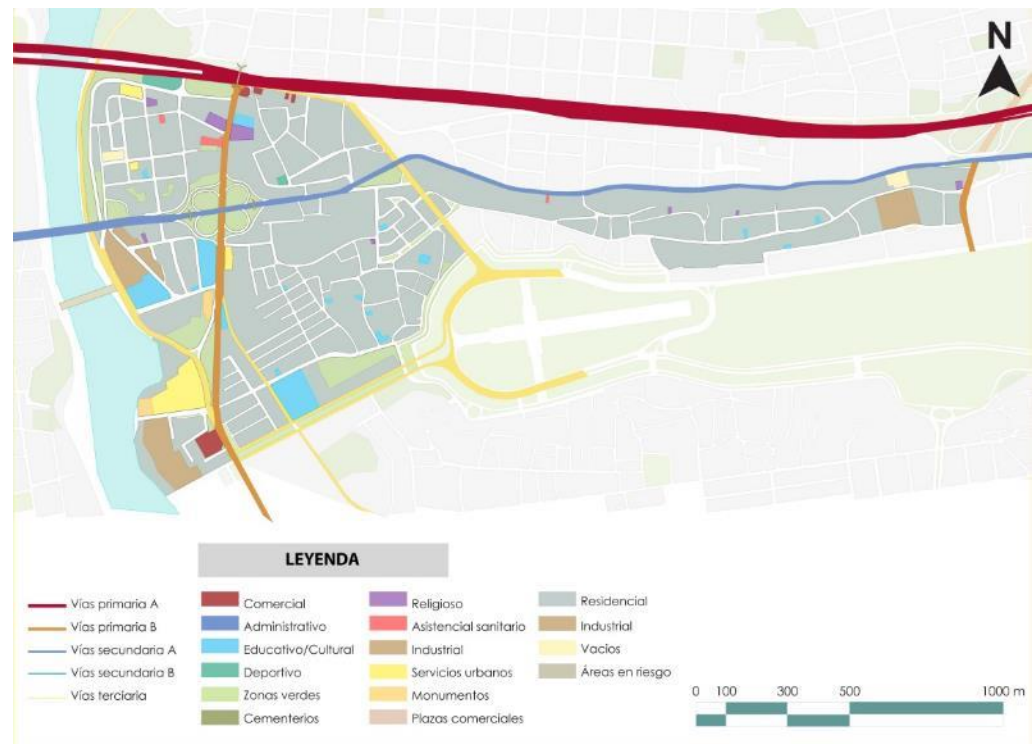 N
LEYENDA
Vías primaria A
Vías primaria B
Vías secundaria A
Vías secundaria B
Vías terciaria
Comercial
Administrativo
Educativo/Cultural
Deportivo
Zonas verdes
Cementerios
Religioso
Asistencial sanitario
Industrial
Servicios urbanos
Monumentos
Plazas comerciales
Residencial
Industrial
Vacios
Áreas en riesgo
0 100 300 500 1000 m